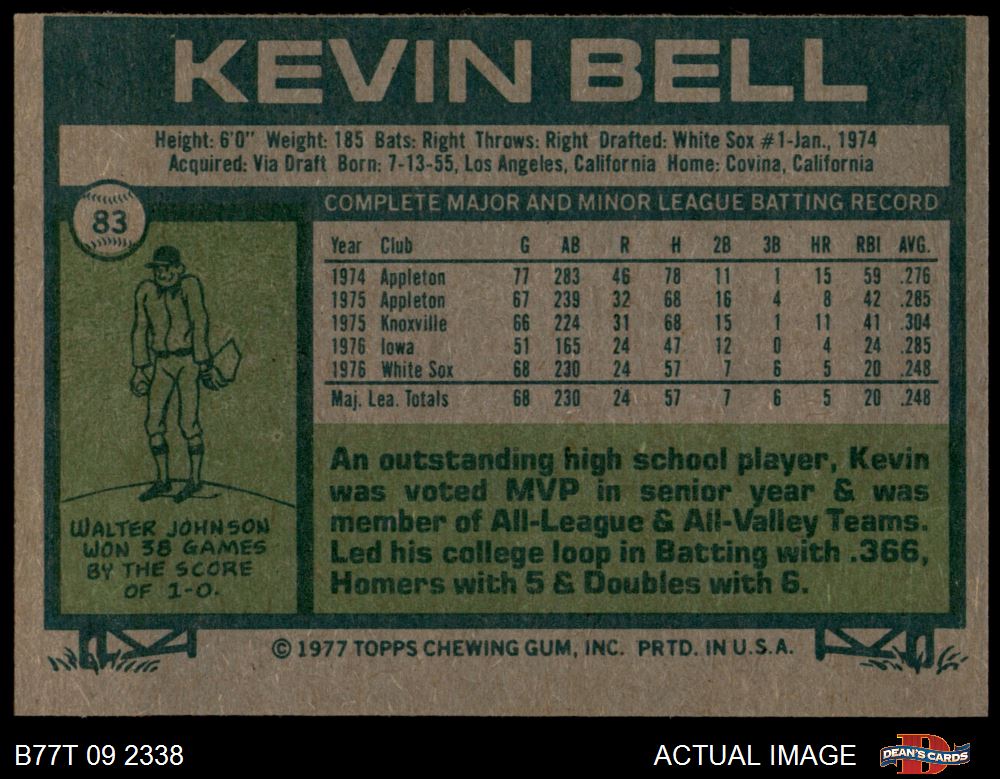 KEVIN BELL
Height: 6'0" Weight: 185 Bats: Right Throws: Right Drafted: White Sox #1-Jan., 1974
Acquired: Via Draft Born: 7-13-55, Los Angeles, California Home: Covina, California
83
COMPLETE MAJOR AND MINOR LEAGUE BATTING RECORD
Year Club G AB R H 2B 3B HR RBI AVG.
1974 Appleton 77 283 46 78 11 1 15 59 .276
1975 Appleton 67 239 32 68 16 4 8 42 .285
1975 Knoxville 66 224 31 68 15 1 11 41 .304
1976 Iowa 51 165 24 47 12 0 4 24 .285
1976 White Sox 68 230 24 57 7 6 5 20 .248
Maj. Lea. Totals 68 230 24 57 7 6 5 20 .248
WALTER JOHNSON
WON 38 GAMES
BY THE SCORE
OF 1-0.
An outstanding high school player, Kevin
was voted MVP in senior year & was
member of All-League & All-Valley Teams.
Led his college loop in Batting with .366,
Homers with 5 & Doubles with 6.
© 1977 TOPPS CHEWING GUM, INC. PRTD. IN U.S.A.
B77T 09 2338
ACTUAL IMAGE
D
DEAN'S CARDS